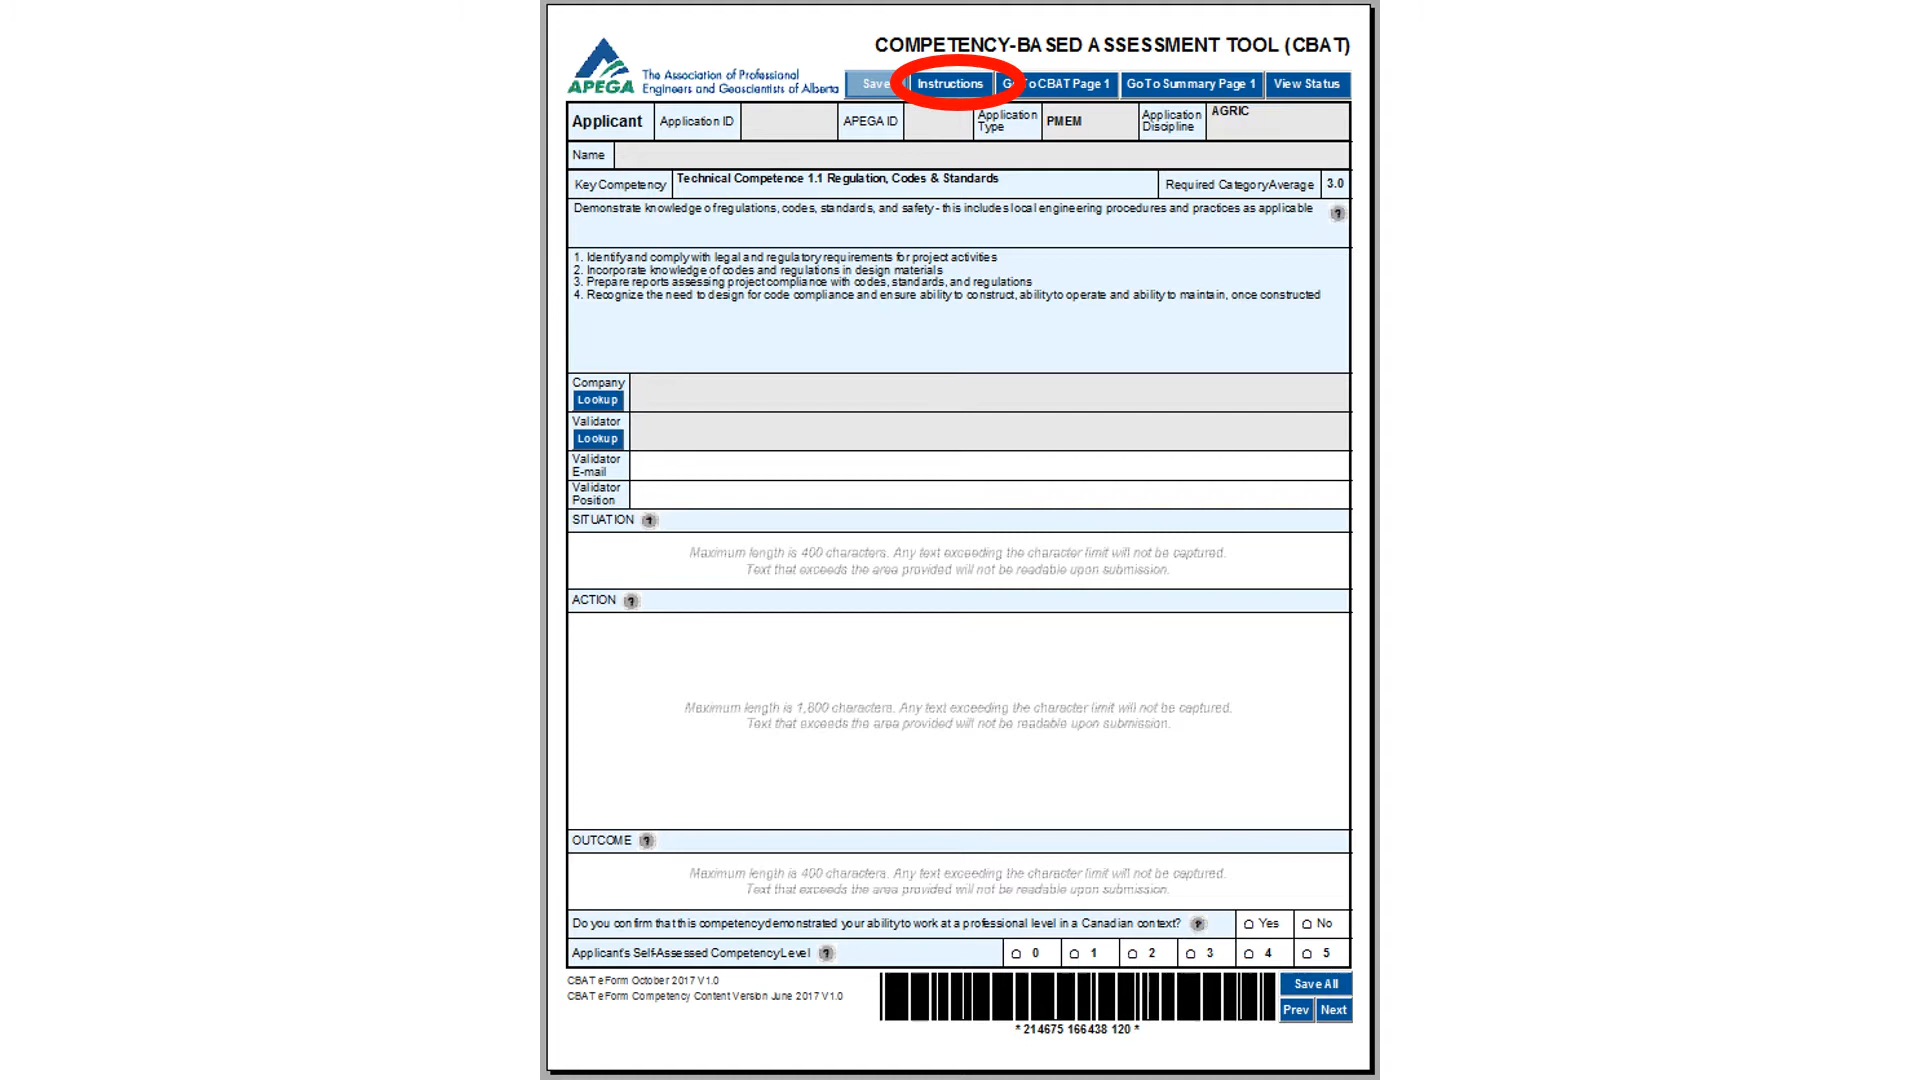 COMPETENCY-BASED ASSESSMENT TOOL (CBAT)
APEGA
The Association of Professional
Engineers and Geoscientists of Alberta
Save
Instructions
Go To CBAT Page 1
Go To Summary Page 1
View Status
Applicant
Application ID
APEGA ID
Application
Type
PMEM
Application
Discipline
AGRIC
Name
Key Competency
Technical Competence 1.1 Regulation, Codes & Standards
Required Category Average
3.0
Demonstrate knowledge of regulations, codes, standards, and safety - this includes local engineering procedures and practices as applicable
?
1. Identify and comply with legal and regulatory requirements for project activities
2. Incorporate knowledge of codes and regulations in design materials
3. Prepare reports assessing project compliance with codes, standards, and regulations
4. Recognize the need to design for code compliance and ensure ability to construct, ability to operate and ability to maintain, once constructed
Company
Lookup
Validator
Lookup
Validator
E-mail
Validator
Position
SITUATION ?
Maximum length is 400 characters. Any text exceeding the character limit will not be captured.
Text that exceeds the area provided will not be readable upon submission.
ACTION ?
Maximum length is 1,800 characters. Any text exceeding the character limit will not be captured.
Text that exceeds the area provided will not be readable upon submission.
OUTCOME ?
Maximum length is 400 characters. Any text exceeding the character limit will not be captured.
Text that exceeds the area provided will not be readable upon submission.
Do you confirm that this competency demonstrated your ability to work at a professional level in a Canadian context? ? Yes No
Applicant's Self-Assessed Competency Level ? 0 1 2 3 4 5
CBAT eForm October 2017 V1.0
CBAT eForm Competency Content Version June 2017 V1.0
* 214675 166438 120 *
Save All
Prev
Next